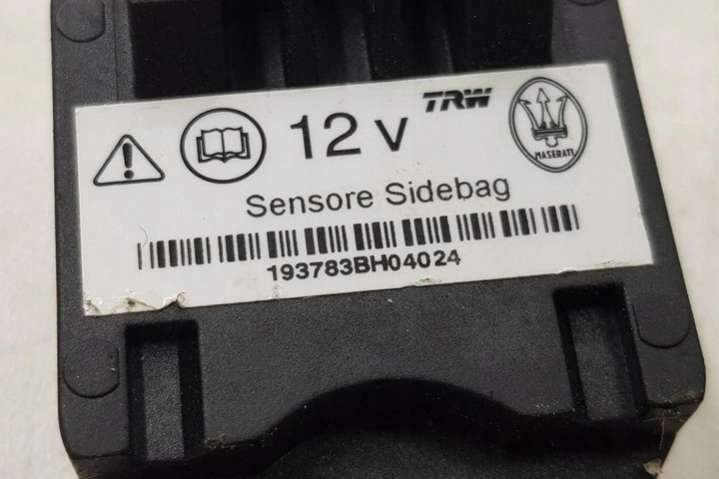 TRW
12 V
MASERATI
Sensore Sidebag
193783BH04024